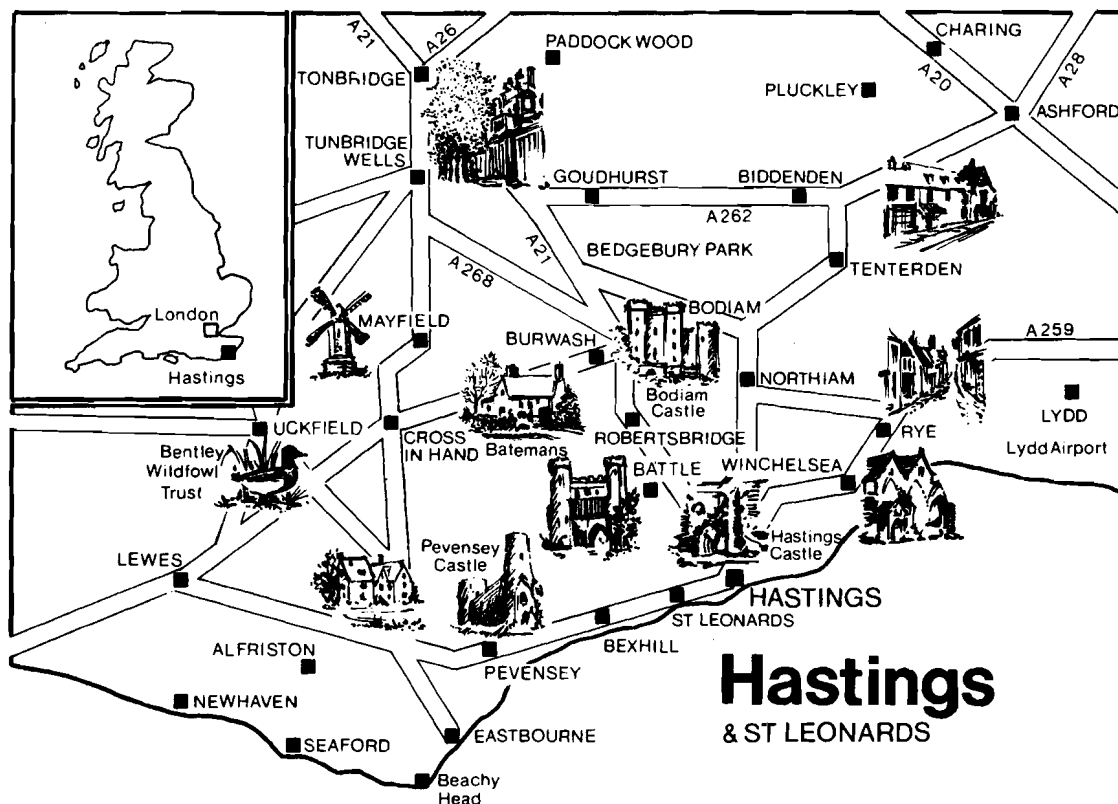 A21
A26
PADDOCK WOOD
CHARING
A20
A28
TONBRIDGE
PLUCKLEY
ASHFORD
TUNBRIDGE
WELLS
GOUDHURST
BIDDENDEN
A262
BEDGEBURY PARK
A21
A268
TENTERDEN
London
Hastings
MAYFIELD
BURWASH
BODIAM
A259
Bodiam
Castle
NORTHIAM
LYDD
Lydd Airport
UCKFIELD
CROSS
IN HAND
Batemans
ROBERTSBRIDGE
RYE
Bentley
Wildfowl
Trust
BATTLE
WINCHELSEA
Hastings
Castle
LEWES
Pevensey
Castle
HASTINGS
ST LEONARDS
BEXHILL
PEVENSEY
ALFRISTON
NEWHAVEN
SEAFORD
EASTBOURNE
Beachy
Head
Hastings
& ST LEONARDS